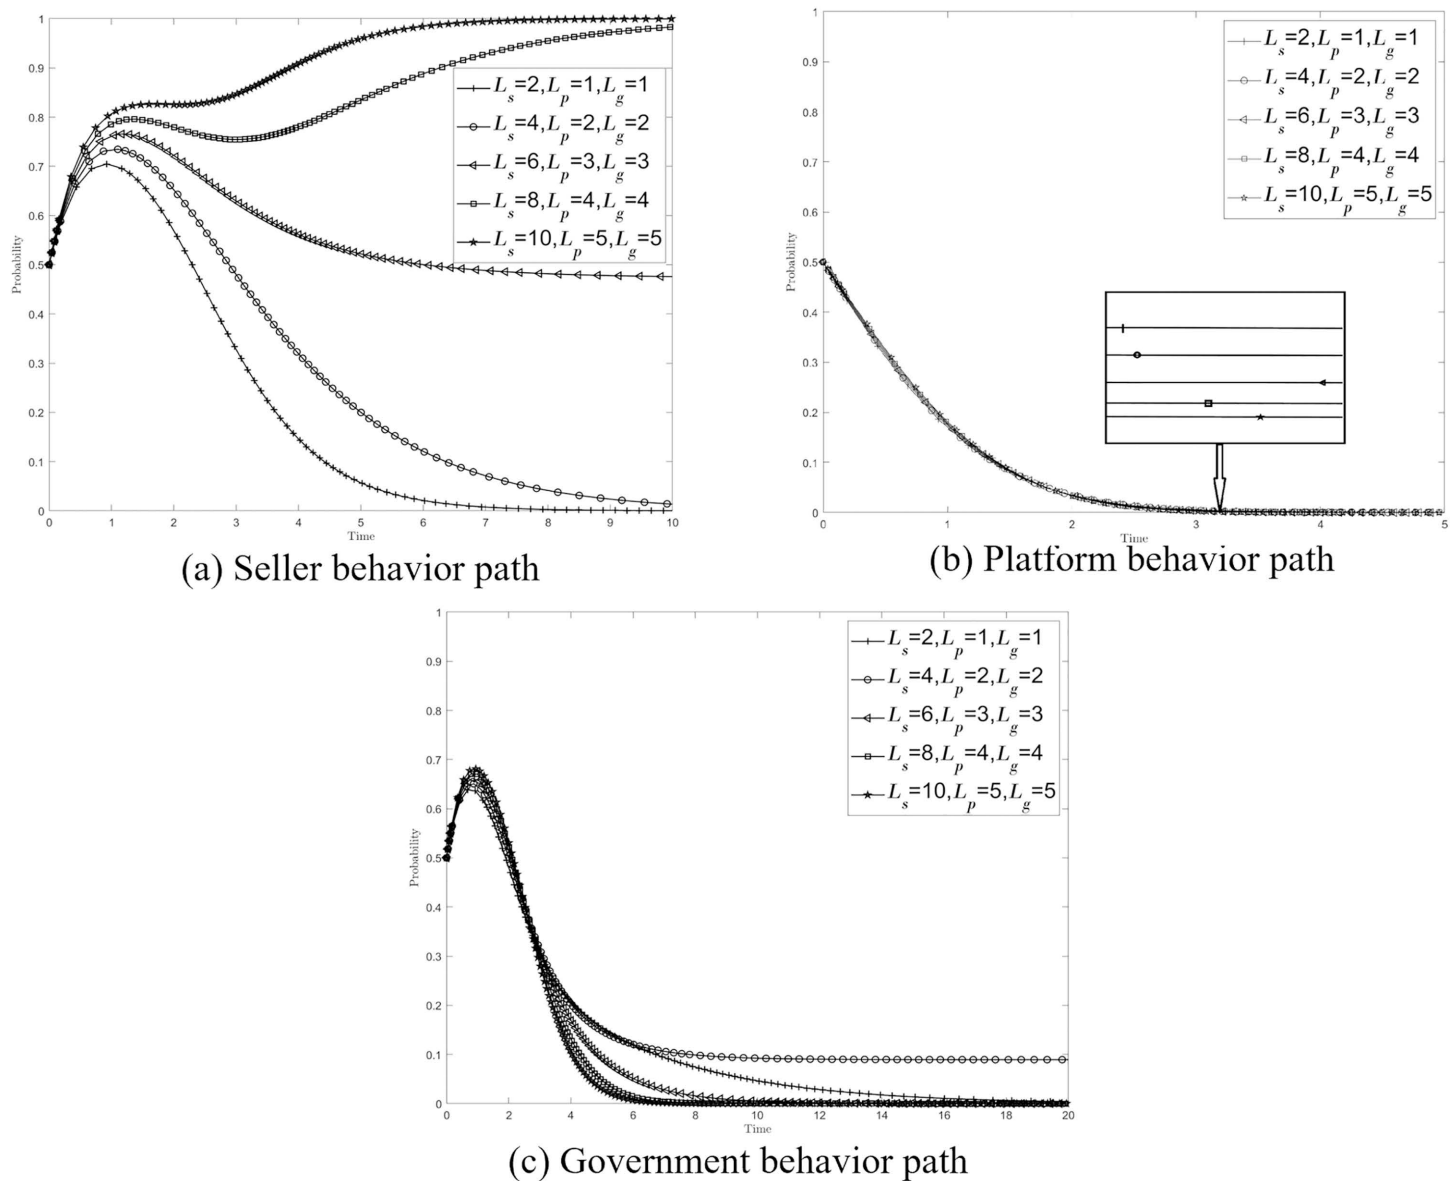 1
0.9
0.8
0.7
0.6
0.5
0.4
0.3
0.2
0.1
0
Probability
0 1 2 3 4 5 6 7 8 9 10
Time
L_s=2,L_p=1,L_g=1
L_s=4,L_p=2,L_g=2
L_s=6,L_p=3,L_g=3
L_s=8,L_p=4,L_g=4
L_s=10,L_p=5,L_g=5
(a) Seller behavior path
1
0.9
0.8
0.7
0.6
0.5
0.4
0.3
0.2
0.1
0
Probability
0 1 2 3 4 5
Time
L_s=2,L_p=1,L_g=1
L_s=4,L_p=2,L_g=2
L_s=6,L_p=3,L_g=3
L_s=8,L_p=4,L_g=4
L_s=10,L_p=5,L_g=5
(b) Platform behavior path
1
0.9
0.8
0.7
0.6
0.5
0.4
0.3
0.2
0.1
0
Probability
0 2 4 6 8 10 12 14 16 18 20
Time
L_s=2,L_p=1,L_g=1
L_s=4,L_p=2,L_g=2
L_s=6,L_p=3,L_g=3
L_s=8,L_p=4,L_g=4
L_s=10,L_p=5,L_g=5
(c) Government behavior path